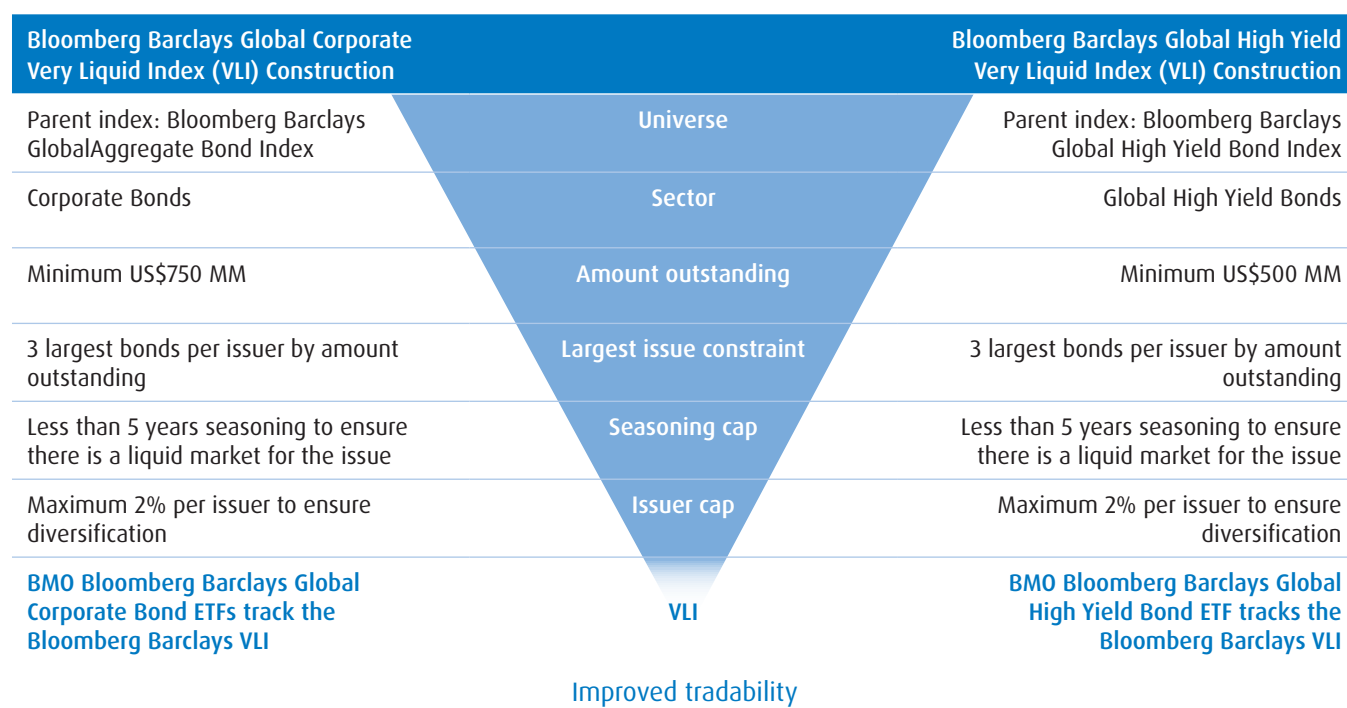 Bloomberg Barclays Global Corporate
Very Liquid Index (VLI) Construction
Bloomberg Barclays Global High Yield
Very Liquid Index (VLI) Construction
Parent index: Bloomberg Barclays
GlobalAggregate Bond Index
Universe
Parent index: Bloomberg Barclays
Global High Yield Bond Index
Corporate Bonds
Sector
Global High Yield Bonds
Minimum US$750 MM
Amount outstanding
Minimum US$500 MM
3 largest bonds per issuer by amount
outstanding
Largest issue constraint
3 largest bonds per issuer by amount
outstanding
Less than 5 years seasoning to ensure
there is a liquid market for the issue
Seasoning cap
Less than 5 years seasoning to ensure
there is a liquid market for the issue
Maximum 2% per issuer to ensure
diversification
Issuer cap
Maximum 2% per issuer to ensure
diversification
BMO Bloomberg Barclays Global
Corporate Bond ETFs track the
Bloomberg Barclays VLI
VLI
BMO Bloomberg Barclays Global
High Yield Bond ETF tracks the
Bloomberg Barclays VLI
Improved tradability